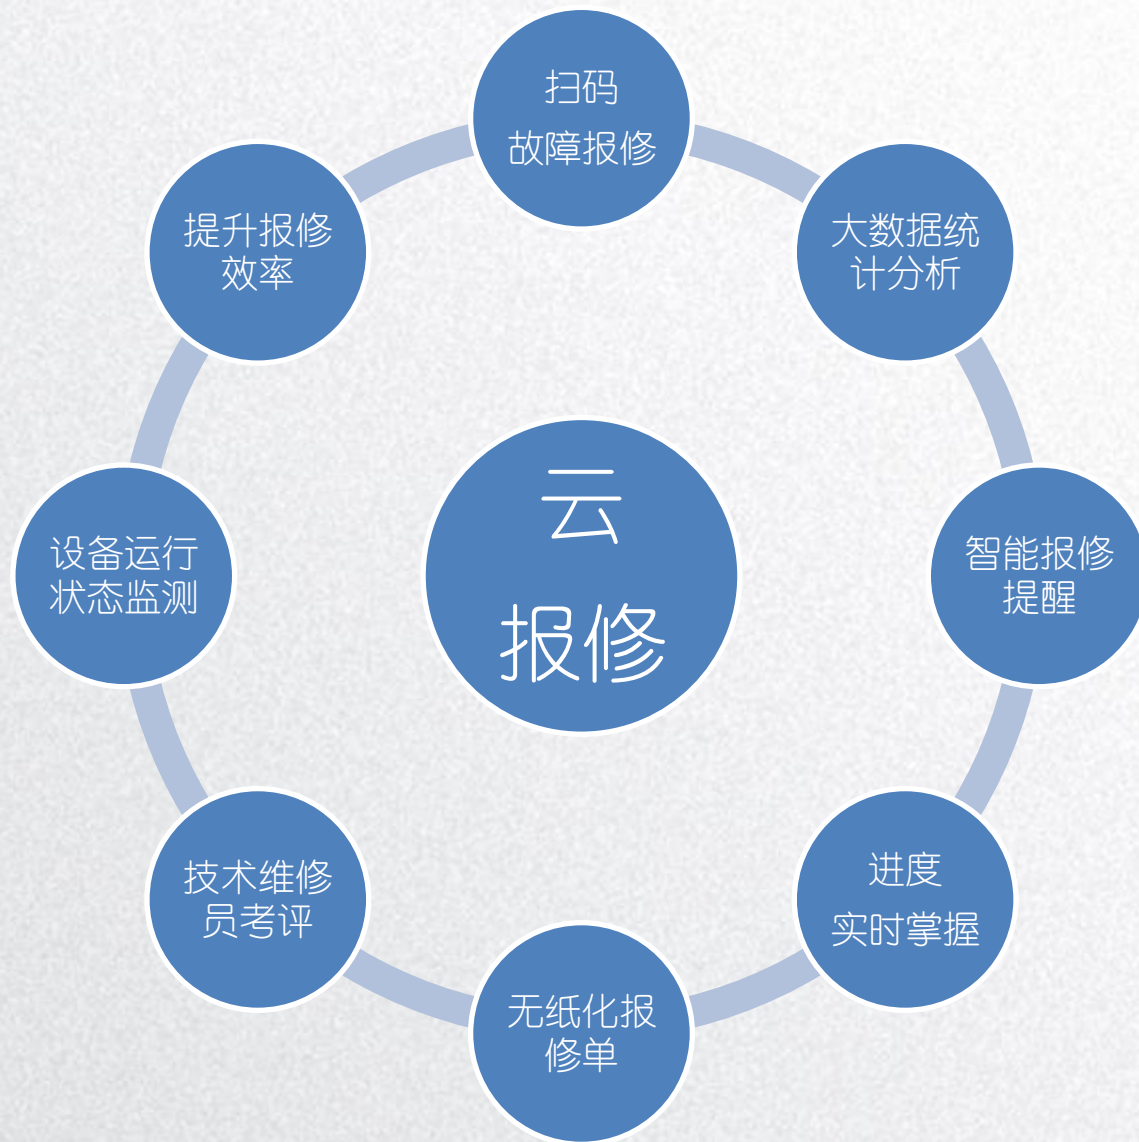 扫码
故障报修
大数据统
计分析
智能报修
提醒
进度
实时掌握
无纸化报
修单
技术维修
员考评
设备运行
状态监测
提升报修
效率
云
报修